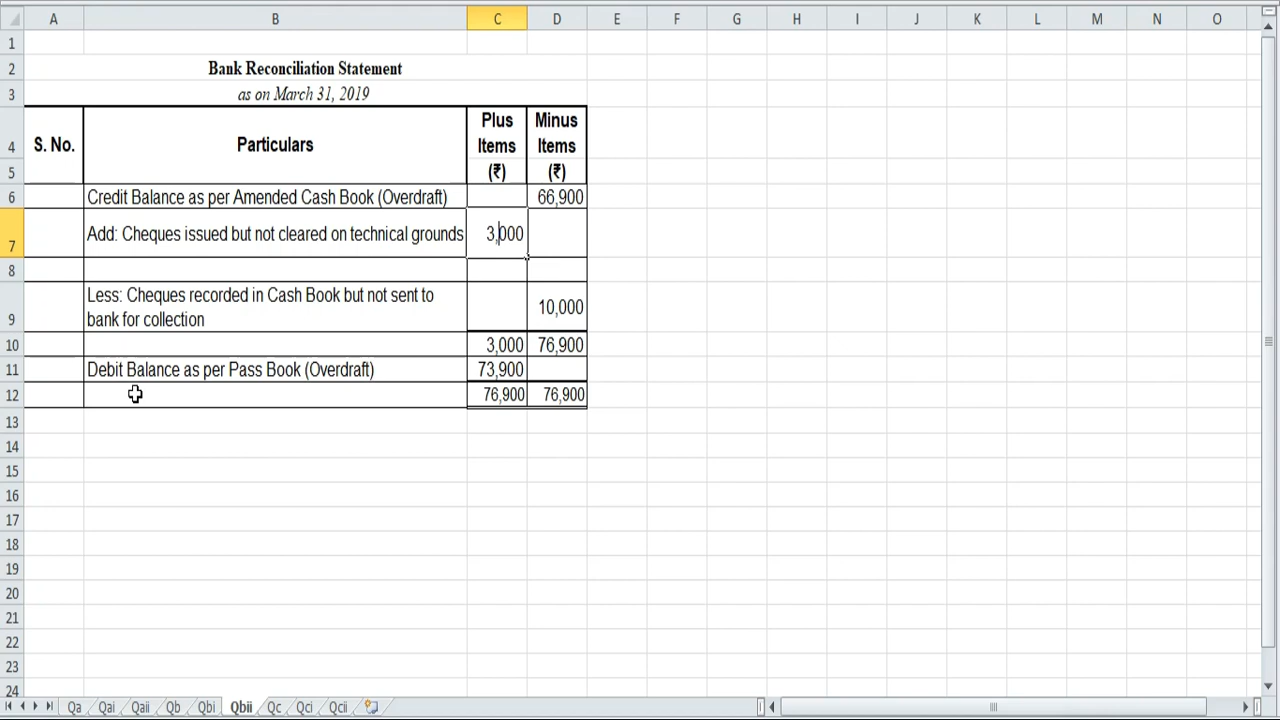 A B C D E F G H I J K L M N O
1
2 Bank Reconciliation Statement
3 as on March 31, 2019
4 S. No. Particulars Plus Items Minus Items
5 (₹) (₹)
6 Credit Balance as per Amended Cash Book (Overdraft) 66,900
7 Add: Cheques issued but not cleared on technical grounds 3,000
8
9 Less: Cheques recorded in Cash Book but not sent to
bank for collection 10,000
10 3,000 76,900
11 Debit Balance as per Pass Book (Overdraft) 73,900
12 76,900 76,900
13
14
15
16
17
18
19
20
21
22
23
24
Qa Qai Qaii Qb Qbi Qbii Qc Qci Qcii